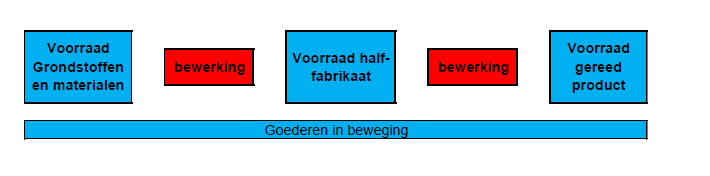 Voorraad
Grondstoffen
en materialen
bewerking
Voorraad half-
fabrikaat
bewerking
Voorraad
gereed
product
Goederen in beweging